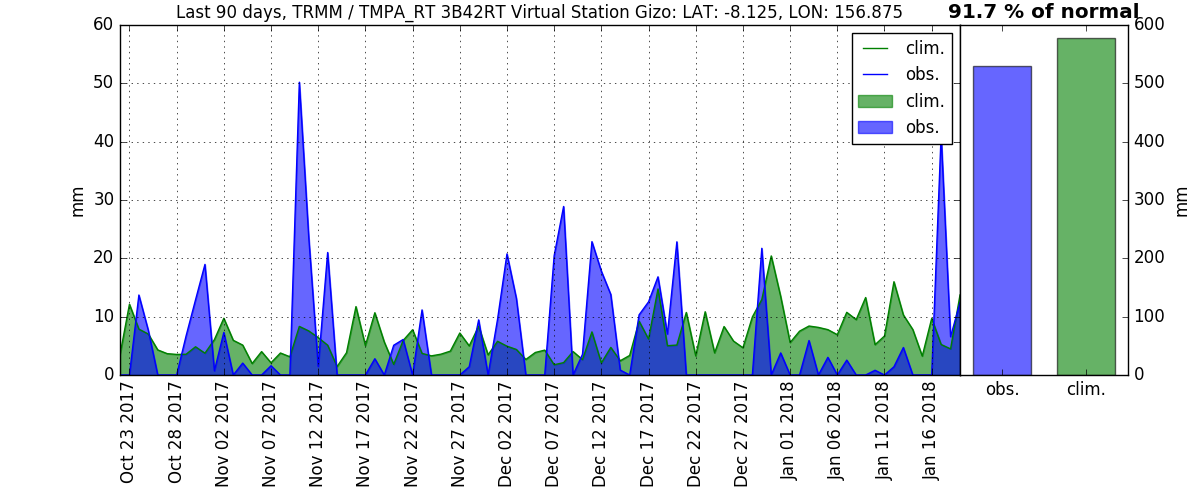 Last 90 days, TRMM / TMPA_RT 3B42RT Virtual Station Gizo: LAT: -8.125, LON: 156.875
91.7 % of normal
60
50
40
30
20
10
0
mm
clim.
obs.
clim.
obs.
600
500
400
300
200
100
0
mm
obs.
clim.
Oct 23 2017
Oct 28 2017
Nov 02 2017
Nov 07 2017
Nov 12 2017
Nov 17 2017
Nov 22 2017
Nov 27 2017
Dec 02 2017
Dec 07 2017
Dec 12 2017
Dec 17 2017
Dec 22 2017
Dec 27 2017
Jan 01 2018
Jan 06 2018
Jan 11 2018
Jan 16 2018